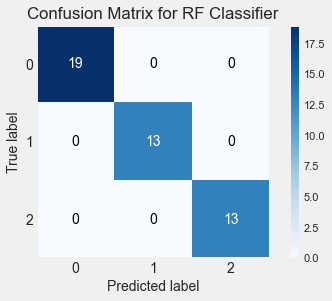 Confusion Matrix for RF Classifier
0 19 0 0
1 0 13 0
2 0 0 13
0 1 2
True label
Predicted label
17.5
15.0
12.5
10.0
7.5
5.0
2.5
0.0